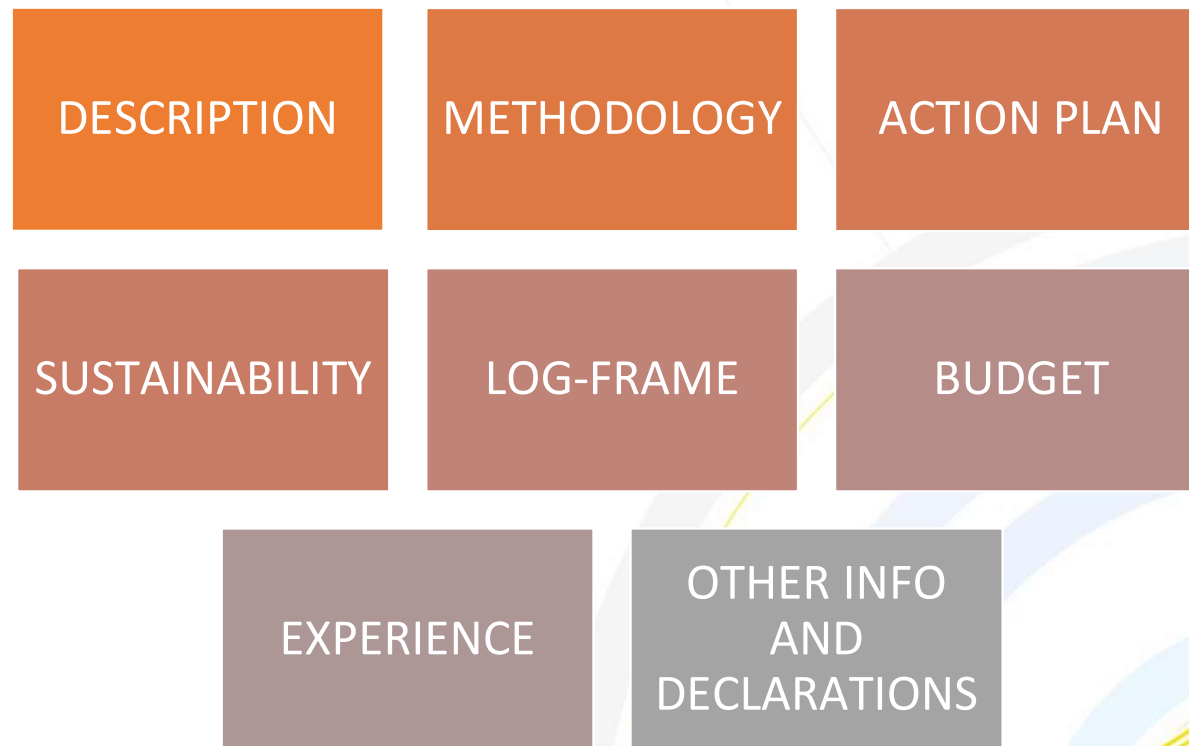 DESCRIPTION
METHODOLOGY
ACTION PLAN
SUSTAINABILITY
LOG-FRAME
BUDGET
EXPERIENCE
OTHER INFO
AND
DECLARATIONS